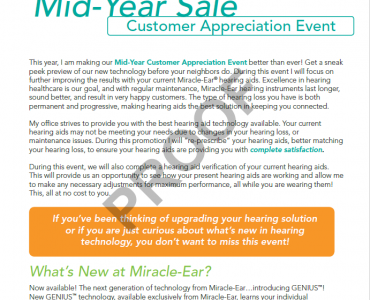 Mid-Year Sale
Customer Appreciation Event
This year, I am making our Mid-Year Customer Appreciation Event better than ever! Get a sneak
peek preview of our new technology before your neighbors do. During this event I will focus on
further improving the results with your current Miracle-Ear® hearing aids. Excellence in hearing
healthcare is our goal, and with regular maintenance, Miracle-Ear hearing instruments last longer,
sound better, and result in very happy customers. The type of hearing loss you have is both
permanent and progressive, making hearing aids the best solution in keeping you connected.
My office strives to provide you with the best hearing aid technology available. Your current
hearing aids may not be meeting your needs due to changes in your hearing loss, or
maintenance issues. During this promotion I will "re-prescribe" your hearing aids, better matching
your hearing loss, to ensure your hearing aids are providing you with complete satisfaction.
During this event, we will also complete a hearing aid verification of your current hearing aids.
This will provide us an opportunity to see how your present hearing aids are working and allow me
to make any necessary adjustments for maximum performance, all while you are wearing them!
This, all at no cost to you.
PROOF
If you've been thinking of upgrading your hearing solution
or if you are just curious about what's new in hearing
technology, you don't want to miss this event!
What's New at Miracle-Ear?
Now available! The next generation of technology from Miracle-Ear…introducing GENIUS™!
New GENIUS™ technology, available exclusively from Miracle-Ear, learns your individual